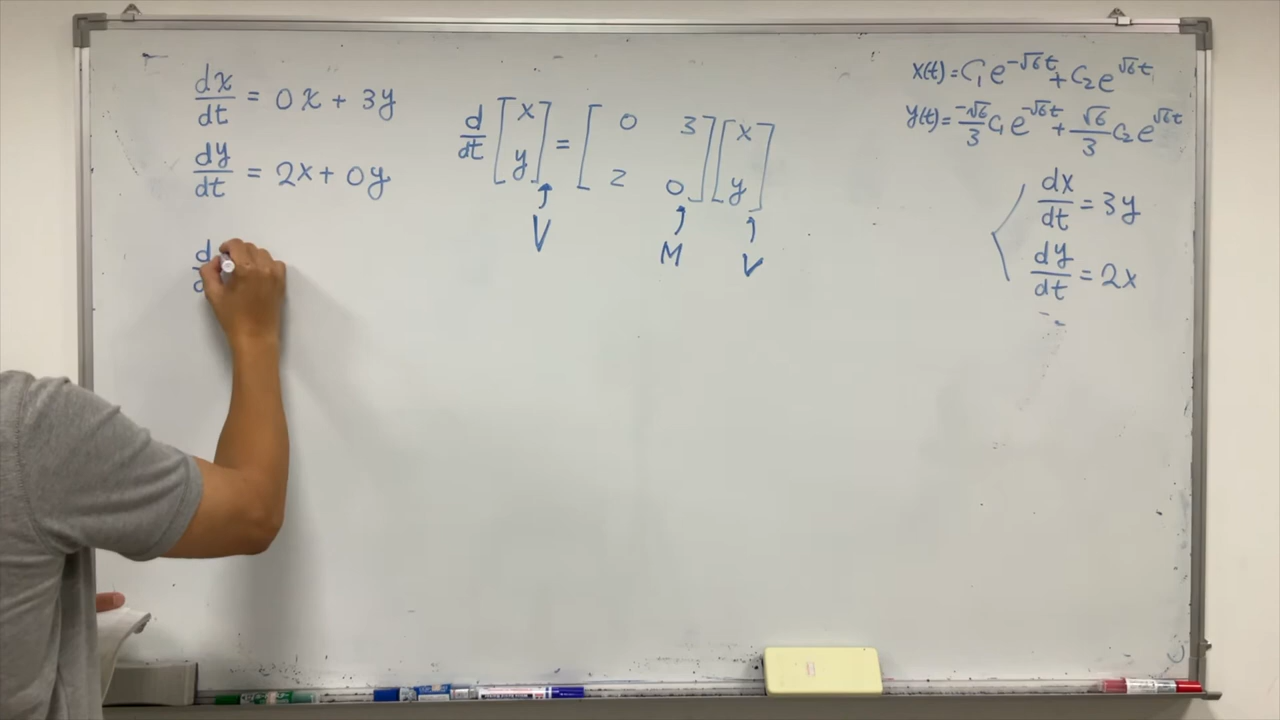 dx/dt = 0x + 3y
dy/dt = 2x + 0y
d/dt [x y] = [0 3 2 0] [x y]
V M V
d
d
x(t) = C₁e^(-√6t) + C₂e^(√6t)
y(t) = -√6/3 C₁e^(-√6t) + √6/3 C₂e^(√6t)
dx/dt = 3y
dy/dt = 2x